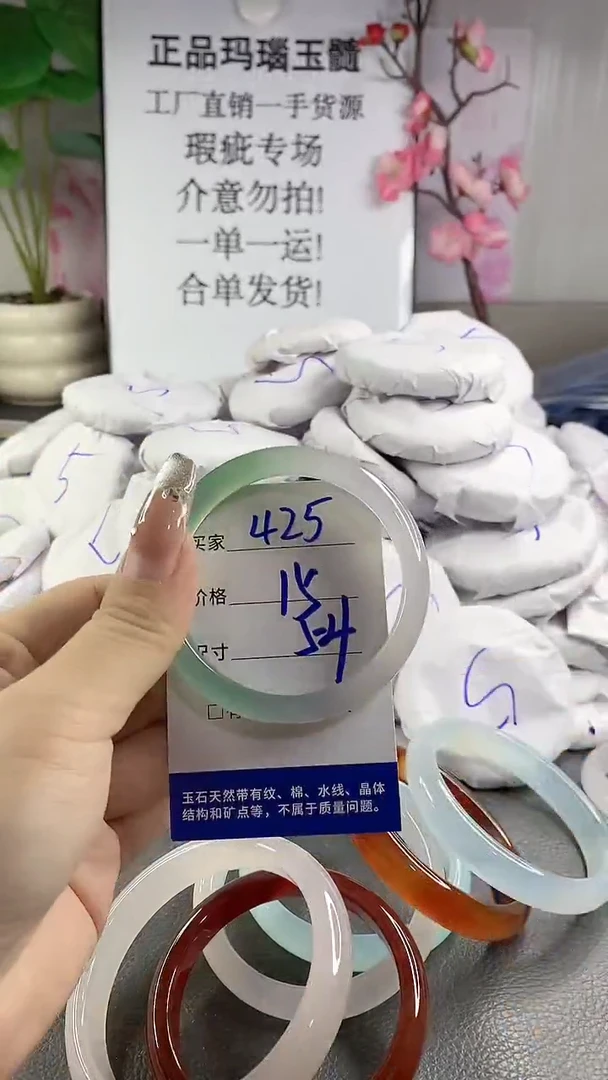 正品玛瑙玉髓
工厂直销一手货源
瑕疵专场
介意勿拍!
一单一运!
合单发货!
买家 425
价格 15
尺寸 54
玉石天然带有纹、棉、水线、晶体
结构和矿点等，不属于质量问题。
5
5